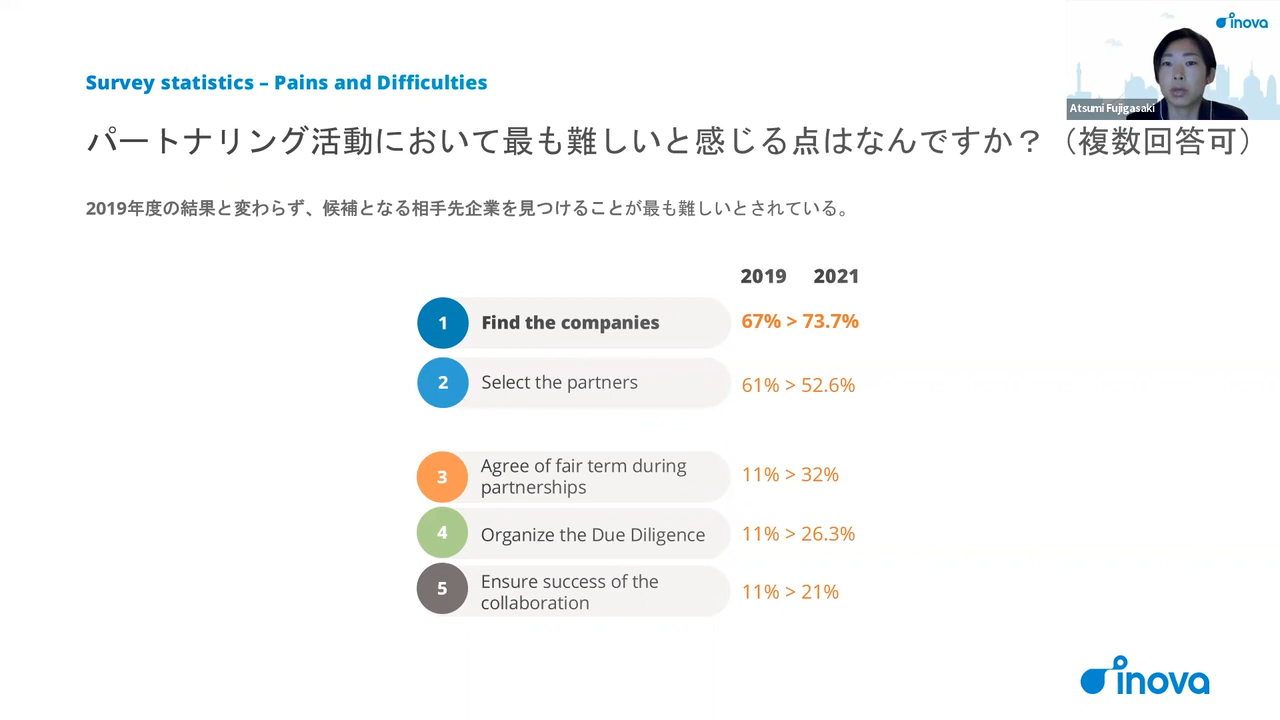 inova
Atsumi Fujigasaki
Survey statistics – Pains and Difficulties
パートナリング活動において最も難しいと感じる点はなんですか？（複数回答可）
2019年度の結果と変わらず、候補となる相手先企業を見つけることが最も難しいとされている。
2019 2021
1 Find the companies 67% > 73.7%
2 Select the partners 61% > 52.6%
3 Agree of fair term during
partnerships 11% > 32%
4 Organize the Due Diligence 11% > 26.3%
5 Ensure success of the
collaboration 11% > 21%
inova